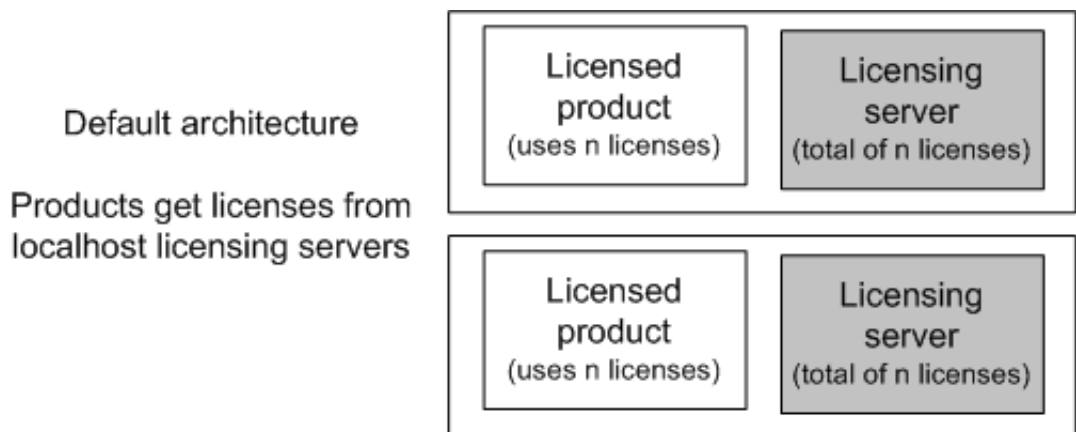 Default architecture
Products get licenses from
localhost licensing servers
Licensed
product
(uses n licenses)
Licensing
server
(total of n licenses)
Licensed
product
(uses n licenses)
Licensing
server
(total of n licenses)